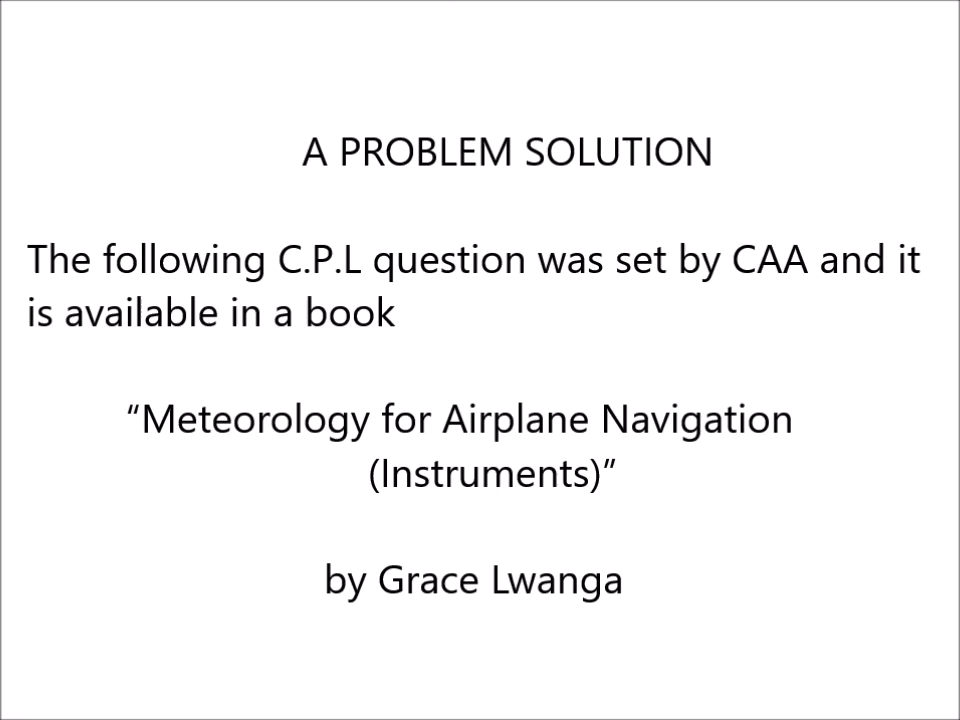 A PROBLEM SOLUTION
The following C.P.L question was set by CAA and it
is available in a book
“Meteorology for Airplane Navigation
(Instruments)”
by Grace Lwanga